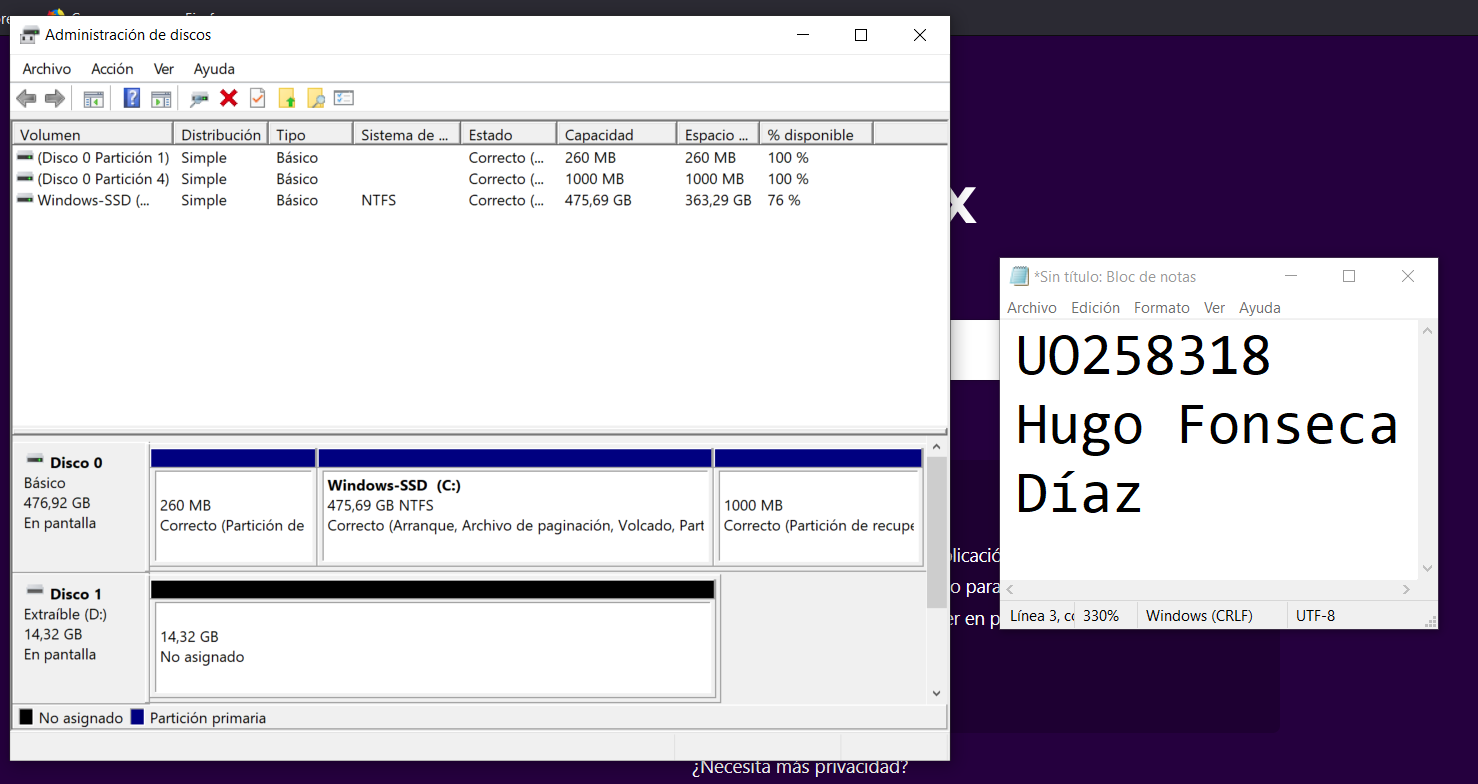 Administración de discos
Archivo Acción Ver Ayuda
Volumen Distribución Tipo Sistema de ... Estado Capacidad Espacio ... % disponible
(Disco 0 Partición 1) Simple Básico Correcto (... 260 MB 260 MB 100 %
(Disco 0 Partición 4) Simple Básico Correcto (... 1000 MB 1000 MB 100 %
Windows-SSD (... Simple Básico NTFS Correcto (... 475,69 GB 363,29 GB 76 %
Disco 0
Básico
476,92 GB
En pantalla
260 MB
Correcto (Partición de
Windows-SSD (C:)
475,69 GB NTFS
Correcto (Arranque, Archivo de paginación, Volcado, Part
1000 MB
Correcto (Partición de recupe
Disco 1
Extraíble (D:)
14,32 GB
En pantalla
14,32 GB
No asignado
No asignado Partición primaria
x
*Sin título: Bloc de notas
Archivo Edición Formato Ver Ayuda
UO258318
Hugo Fonseca
Díaz
Línea 3, cc 330% Windows (CRLF) UTF-8
plicació
o para
er en p
¿Necesita más privacidad?